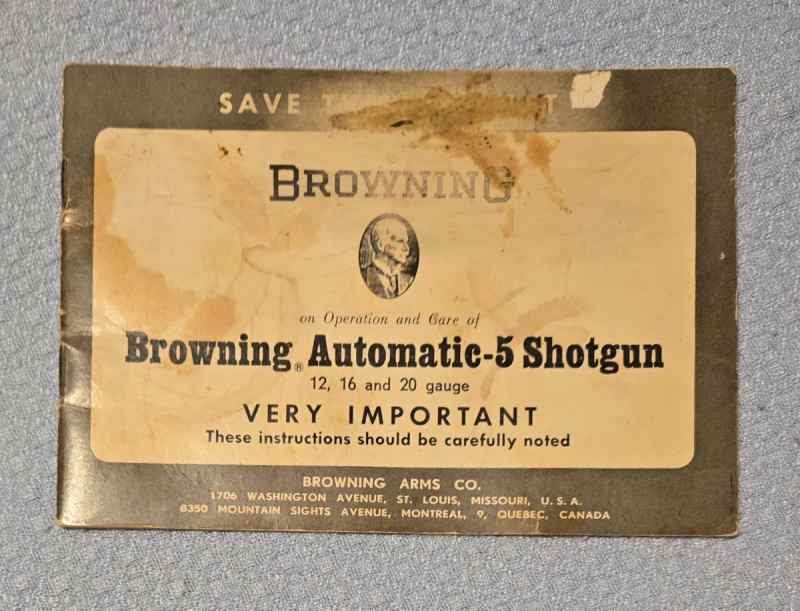 SAVE
BROWNING
on Operation and Care of
Browning® Automatic-5 Shotgun
12, 16 and 20 gauge
VERY IMPORTANT
These instructions should be carefully noted
BROWNING ARMS CO.
1706 WASHINGTON AVENUE, ST. LOUIS, MISSOURI, U. S. A.
8350 MOUNTAIN SIGHTS AVENUE, MONTREAL, 9, QUEBEC, CANADA